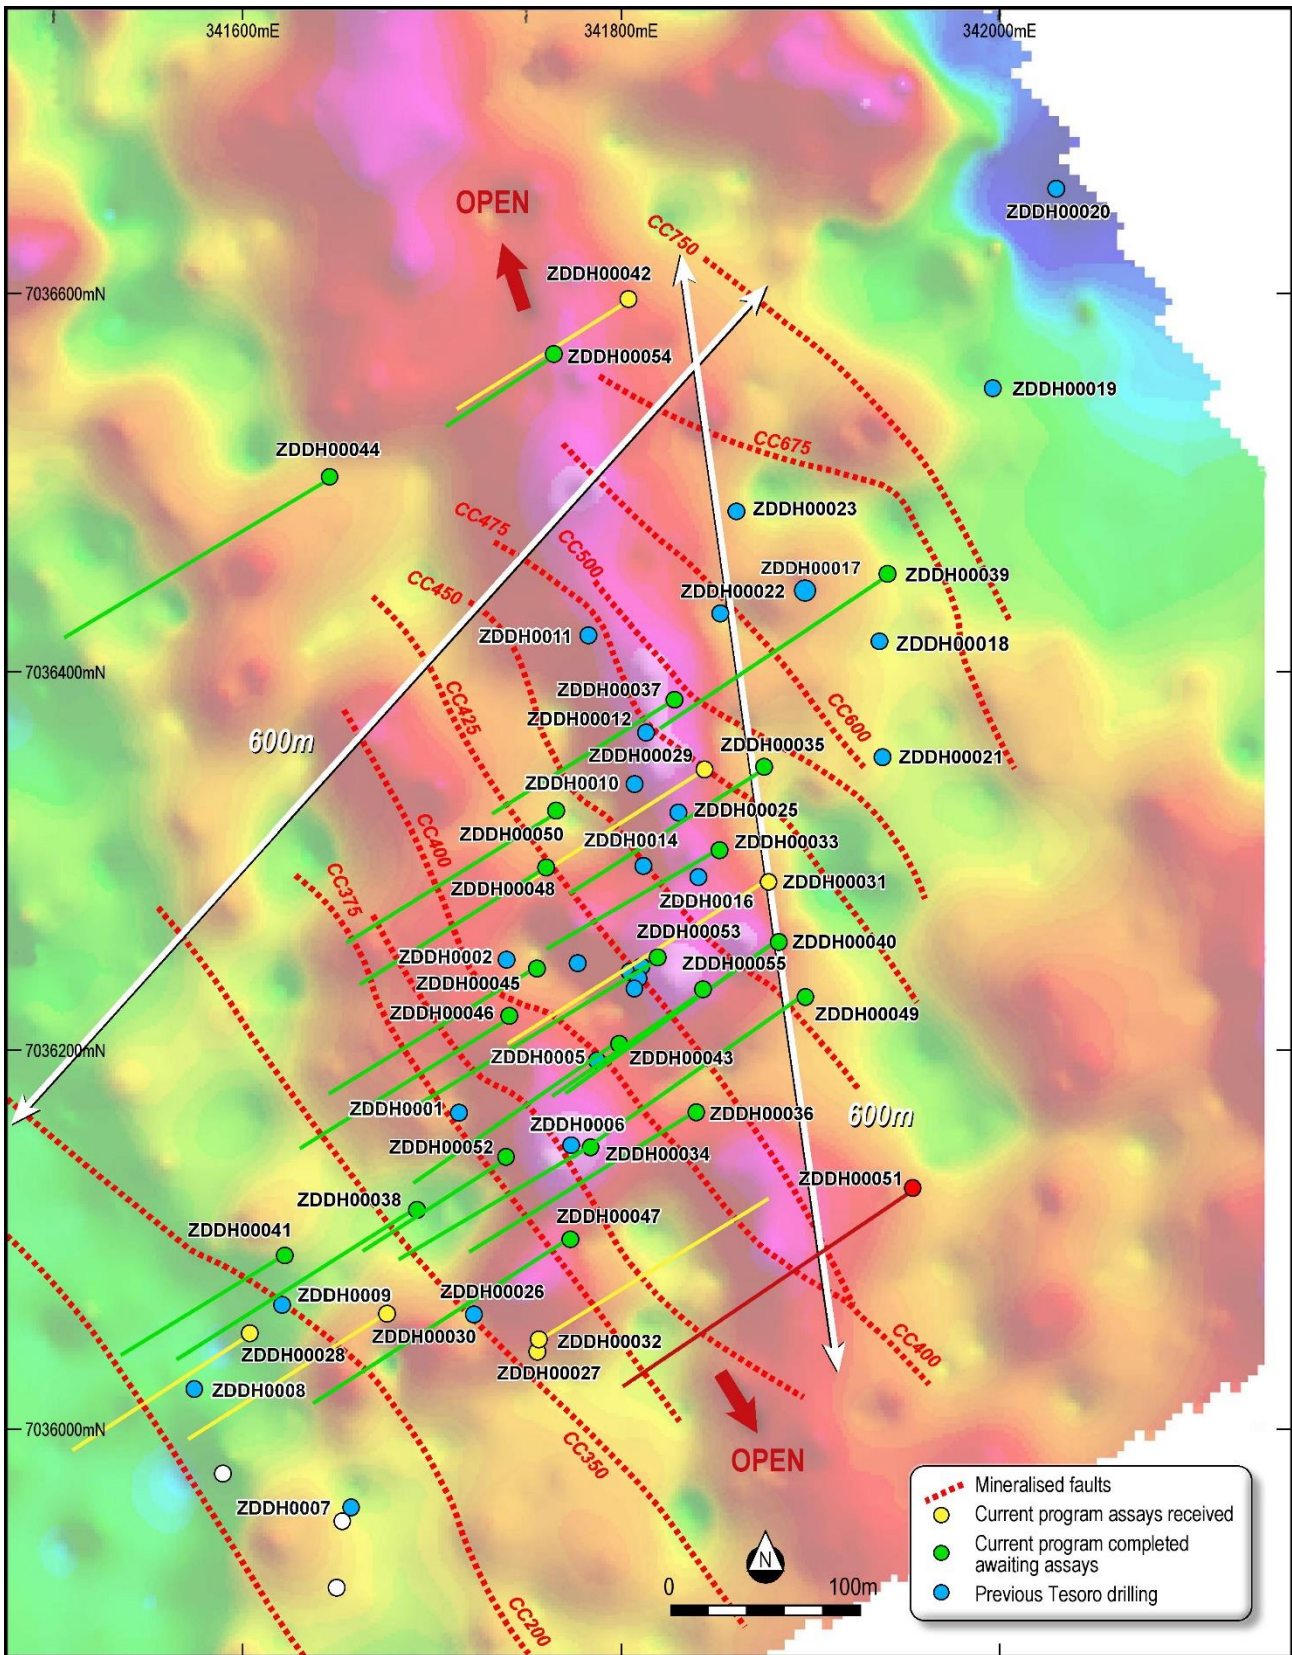 341600mE
341800mE
342000mE
ZDDH00020
OPEN
CC750
ZDDH00042
7036600mN
ZDDH00054
ZDDH00019
CC675
ZDDH00044
ZDDH00023
CC475
CC500
ZDDH00017
ZDDH00039
CC450
ZDDH00022
ZDDH0011
ZDDH00018
7036400mN
ZDDH00037
CC425
ZDDH00012
CC600
600m
ZDDH00029
ZDDH00035
ZDDH00021
ZDDH0010
ZDDH00025
CC400
ZDDH00050
ZDDH0014
ZDDH00033
CC375
ZDDH00048
ZDDH00031
ZDDH0016
ZDDH00053
ZDDH00040
ZDDH0002
ZDDH00055
ZDDH00045
ZDDH00049
ZDDH00046
7036200mN
ZDDH0005
ZDDH00043
ZDDH0001
ZDDH00036
600m
ZDDH0006
ZDDH00052
ZDDH00034
ZDDH00051
ZDDH00038
ZDDH00041
ZDDH00047
ZDDH0009
ZDDH00026
ZDDH00030
ZDDH00032
CC400
ZDDH00028
ZDDH00027
ZDDH0008
7036000mN
OPEN
CC350
ZDDH0007
CC200
N
0
100m
Mineralised faults
Current program assays received
Current program completed
awaiting assays
Previous Tesoro drilling